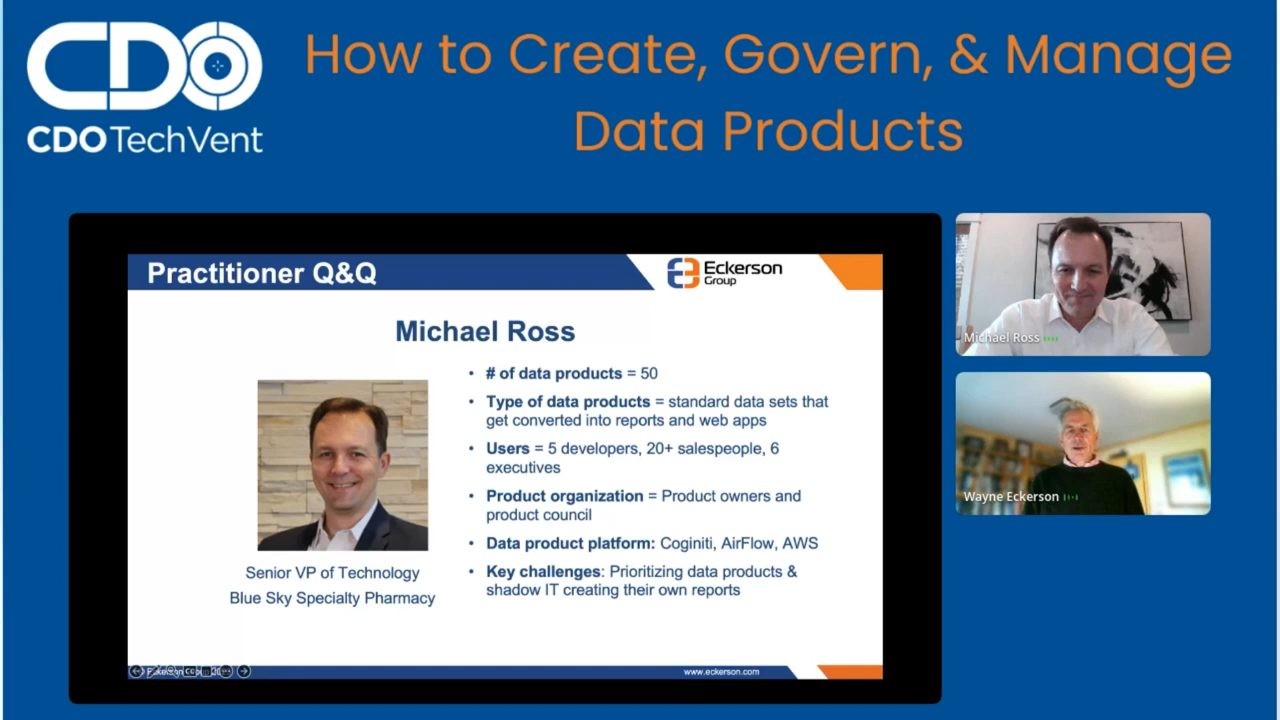 CDO
CDO TechVent
How to Create, Govern, & Manage
Data Products
Practitioner Q&Q
Eckerson
Group
Michael Ross
• # of data products = 50
• Type of data products = standard data sets that
get converted into reports and web apps
• Users = 5 developers, 20+ salespeople, 6
executives
• Product organization = Product owners and
product council
• Data product platform: Coginiti, AirFlow, AWS
• Key challenges: Prioritizing data products &
shadow IT creating their own reports
Senior VP of Technology
Blue Sky Specialty Pharmacy
www.eckerson.com
Michael Ross
Wayne Eckerson